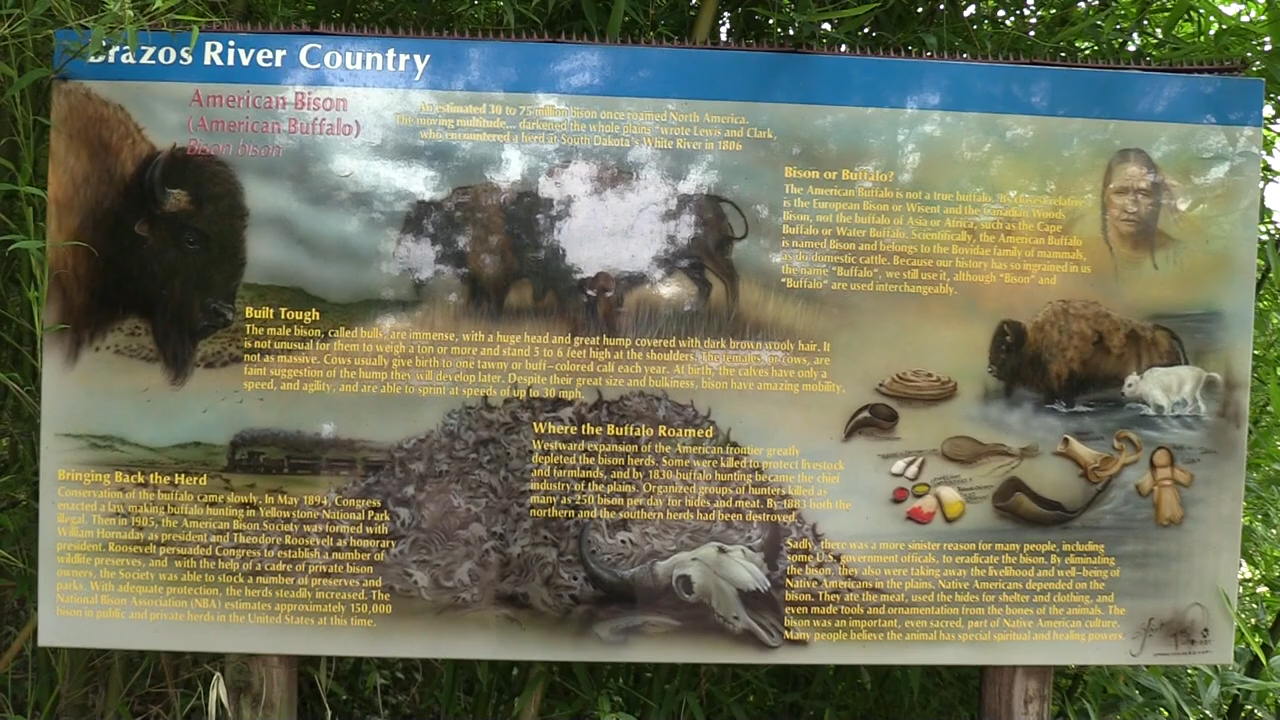 Brazos River Country
American Bison
(American Buffalo)
Bison bison
An estimated 30 to 75 million bison once roamed North America.
The moving multitude... darkened the whole plains "wrote Lewis and Clark,
who encountered a herd at South Dakota's White River in 1806
Bison or Buffalo?
The American Buffalo is not a true buffalo. Its closest relative
is the European Bison or Wisent and the Canadian Woods
Bison, not the buffalo of Asia or Africa, such as the Cape
Buffalo or Water Buffalo. Scientifically, the American Buffalo
is named Bison and belongs to the Bovidae family of mammals,
as do domestic cattle. Because our history has so ingrained in us
the name "Buffalo", we still use it, although "Bison" and
"Buffalo" are used interchangeably.
Built Tough
The male bison, called bulls, are immense, with a huge head and great hump covered with dark brown wooly hair. It
is not unusual for them to weigh a ton or more and stand 5 to 6 feet high at the shoulders. The females, or cows, are
not as massive. Cows usually give birth to one tawny or buff-colored calf each year. At birth, the calves have only a
faint suggestion of the hump they will develop later. Despite their great size and bulkiness, bison have amazing mobility,
speed, and agility, and are able to sprint at speeds of up to 30 mph.
Where the Buffalo Roamed
Westward expansion of the American frontier greatly
depleted the bison herds. Some were killed to protect livestock
and farmlands, and by 1830 buffalo hunting became the chief
industry of the plains. Organized groups of hunters killed as
many as 250 bison per day for hides and meat. By 1883 both the
northern and the southern herds had been destroyed.
Bringing Back the Herd
Conservation of the buffalo came slowly. In May 1894, Congress
enacted a law making buffalo hunting in Yellowstone National Park
illegal. Then in 1905, the American Bison Society was formed with
William Hornaday as president and Theodore Roosevelt as honorary
president. Roosevelt persuaded Congress to establish a number of
wildlife preserves, and with the help of a cadre of private bison
owners, the Society was able to stock a number of preserves and
parks. With adequate protection, the herds steadily increased. The
National Bison Association (NBA) estimates approximately 150,000
bison in public and private herds in the United States at this time.
Sadly, there was a more sinister reason for many people, including
some U.S. government officals, to eradicate the bison. By eliminating
the bison, they also were taking away the livelihood and well-being of
Native Americans in the plains. Native Americans depended on the
bison. They ate the meat, used the hides for shelter and clothing, and
even made tools and ornamentation from the bones of the animals. The
bison was an important, even sacred, part of Native American culture.
Many people believe the animal has special spiritual and healing powers.